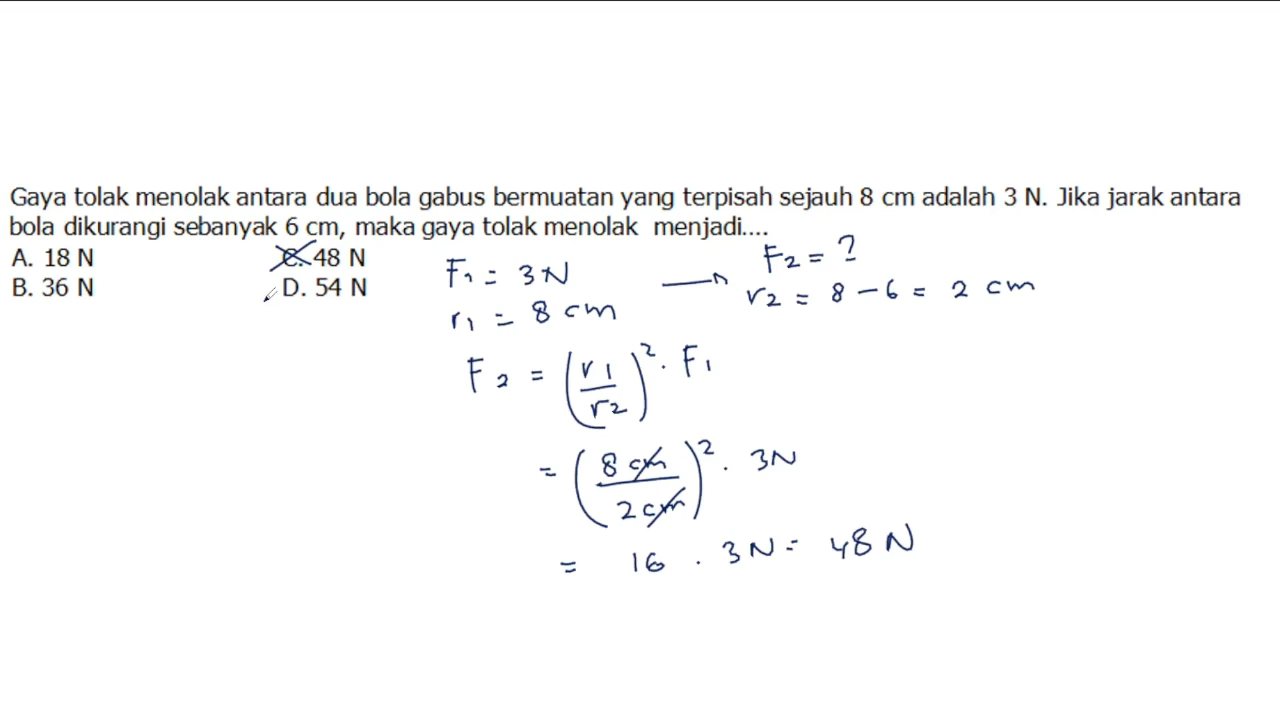 Gaya tolak menolak antara dua bola gabus bermuatan yang terpisah sejauh 8 cm adalah 3 N. Jika jarak antara
bola dikurangi sebanyak 6 cm, maka gaya tolak menolak menjadi....
A. 18 N C. 48 N
B. 36 N D. 54 N
F1 = 3 N → F2 = ?
r1 = 8 cm r2 = 8 - 6 = 2 cm
F2 = (r1/r2)² . F1
= (8 cm/2 cm)² . 3N
= 16 . 3N = 48 N